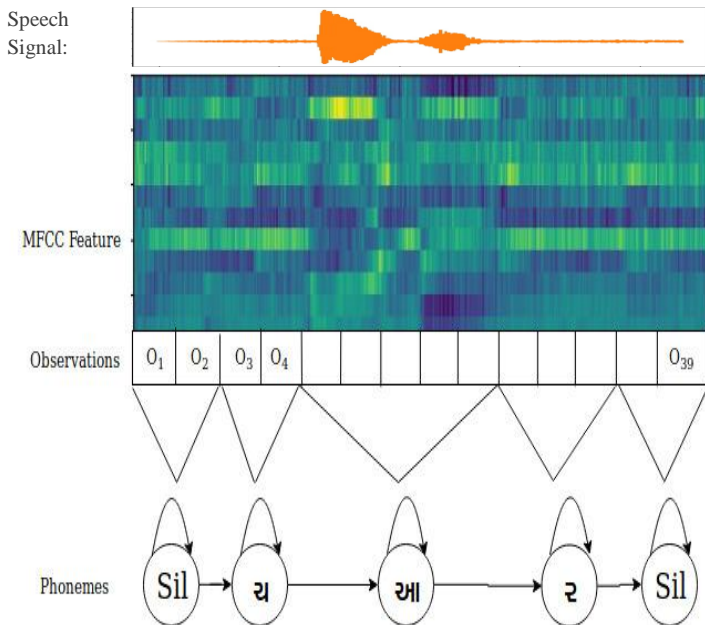 Speech
Signal:
MFCC Feature
Observations O₁ O₂ O₃ O₄ O₃₉
Phonemes Sil ચ આ ર Sil